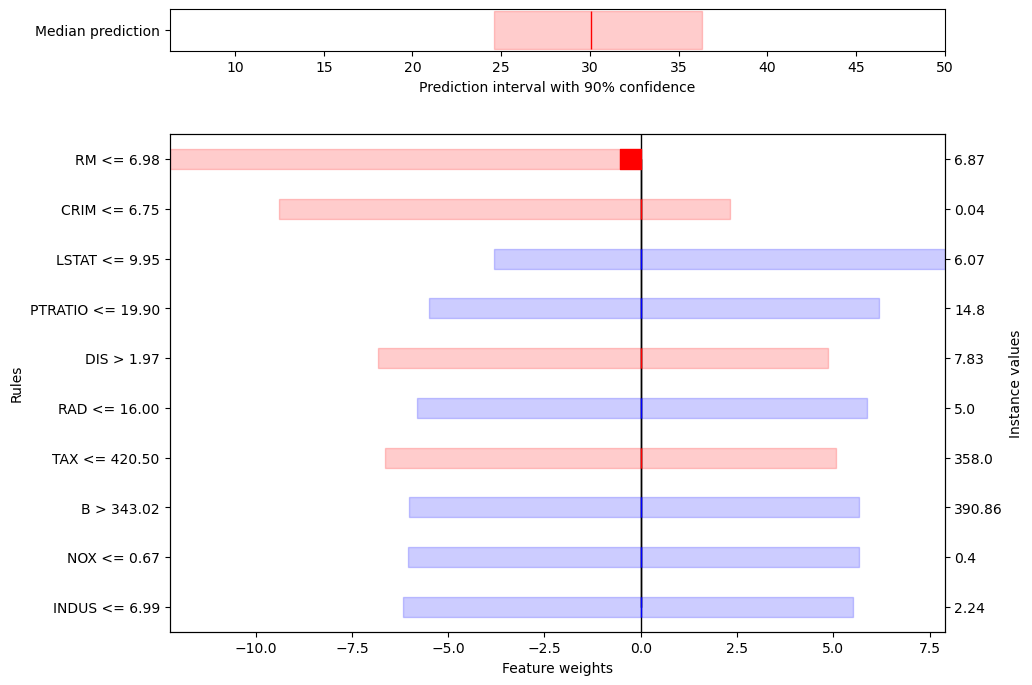 Median prediction
10 15 20 25 30 35 40 45 50
Prediction interval with 90% confidence
Rules
RM <= 6.98 6.87
CRIM <= 6.75 0.04
LSTAT <= 9.95 6.07
PTRATIO <= 19.90 14.8
DIS > 1.97 7.83
RAD <= 16.00 5.0
TAX <= 420.50 358.0
B > 343.02 390.86
NOX <= 0.67 0.4
INDUS <= 6.99 2.24
Instance values
−10.0 −7.5 −5.0 −2.5 0.0 2.5 5.0 7.5
Feature weights